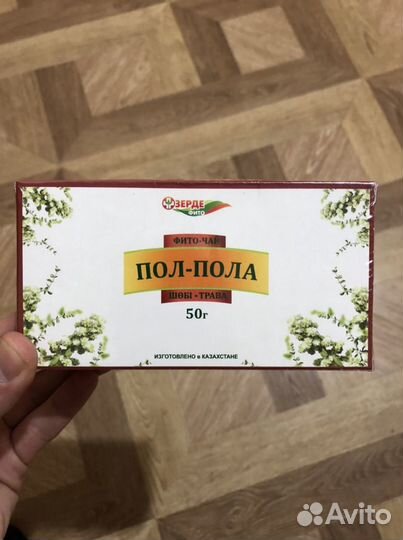 ЗЕРДЕ
ФИТО
ФИТО-ЧАЙ
ПОЛ-ПОЛА
ШӨБІ - ТРАВА
50г
ИЗГОТОВЛЕНО в КАЗАХСТАНЕ
Avito